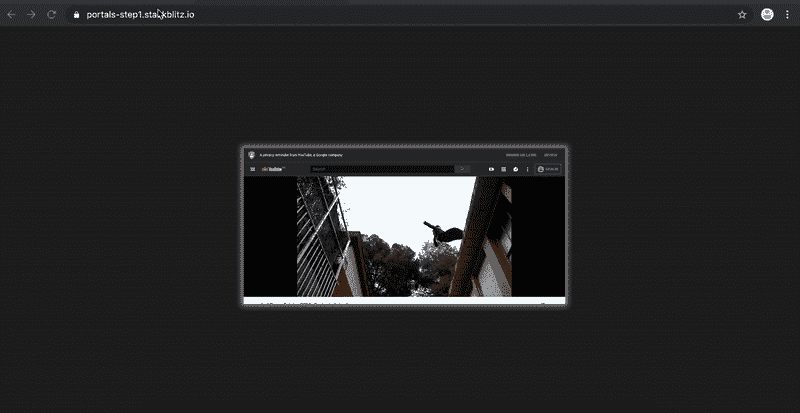 portals-step1.stackblitz.io
A privacy reminder from YouTube, a Google company
REMIND ME LATER
REVIEW
YouTube
Search
SIGN IN